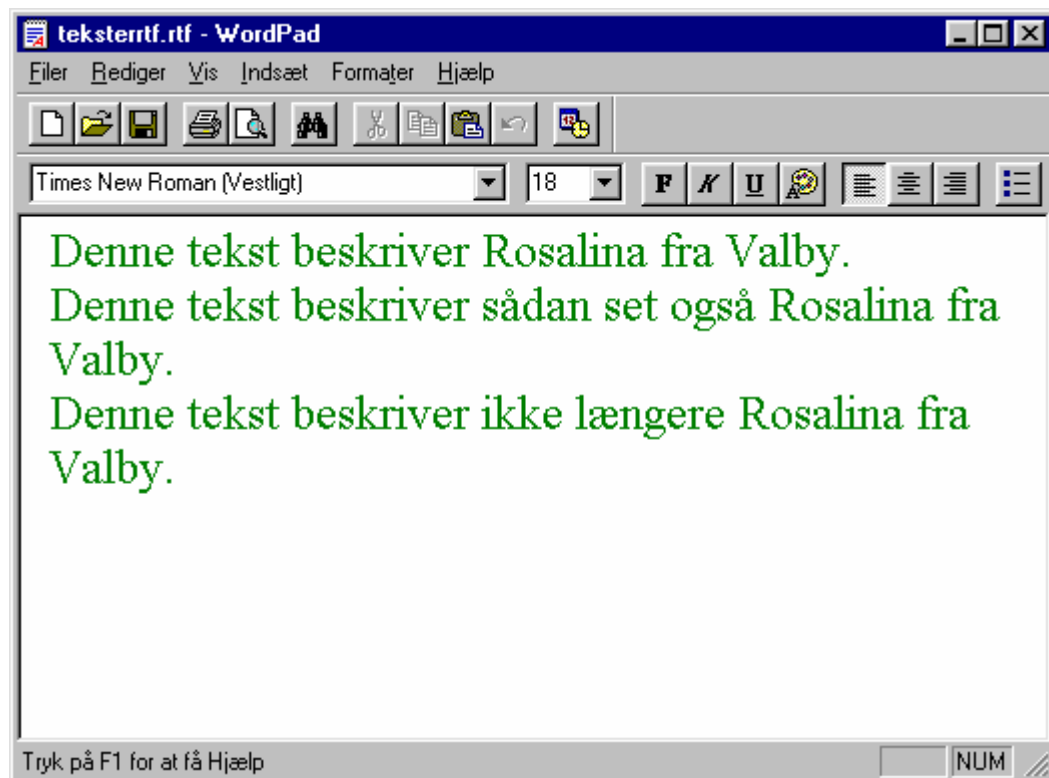 teksterrtf.rtf - WordPad
Filer Rediger Vis Indsæt Formater Hjælp
Times New Roman (Vestligt) 18 F K U
Denne tekst beskriver Rosalina fra Valby.
Denne tekst beskriver sådan set også Rosalina fra
Valby.
Denne tekst beskriver ikke længere Rosalina fra
Valby.
Tryk på F1 for at få Hjælp NUM